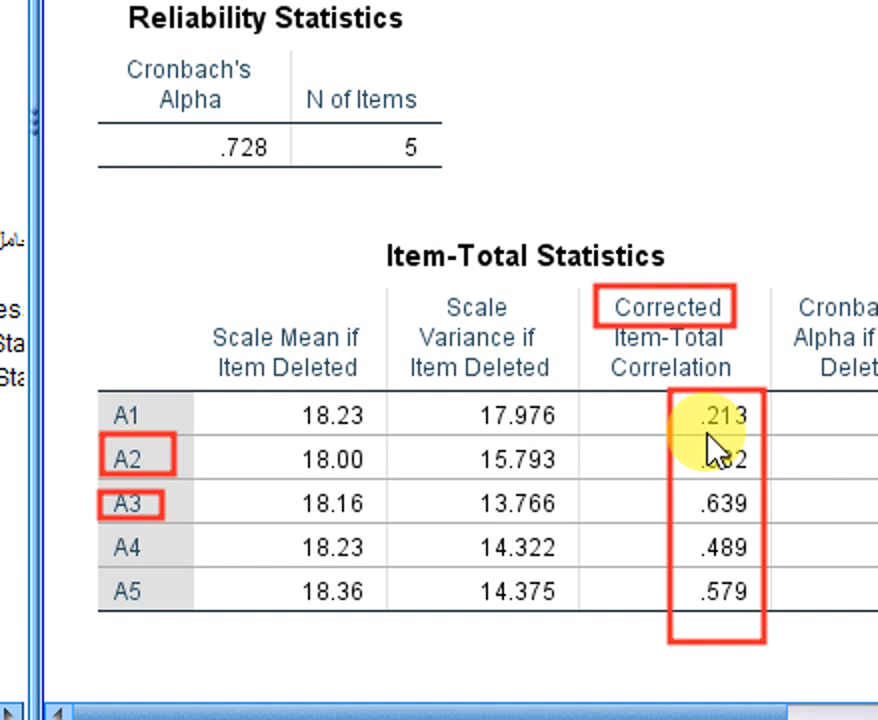 Reliability Statistics
Cronbach's Alpha N of Items
.728 5
Item-Total Statistics
Scale Mean if Item Deleted Scale Variance if Item Deleted Corrected Item-Total Correlation
Alpha if
A1 18.23 17.976 .213
A2 18.00 15.793
A3 18.16 13.766 .639
A4 18.23 14.322 .489
A5 18.36 14.375 .579